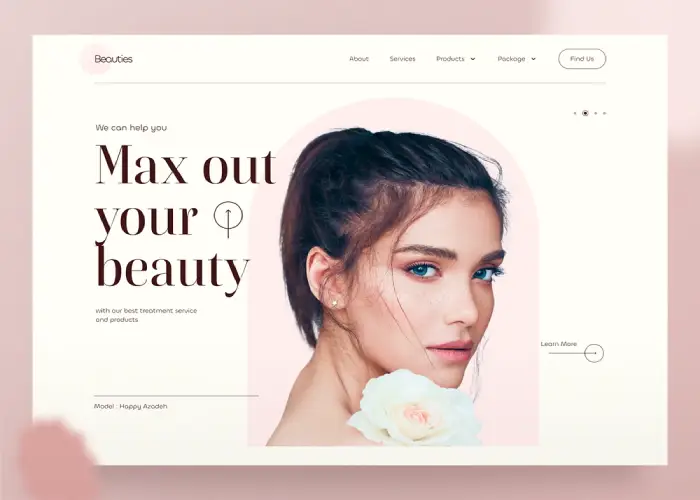 Beauties
About Services Products Package Find Us
We can help you
Max out
your
beauty
with our best treatment service
and products
Learn More
Model : Happy Azadeh